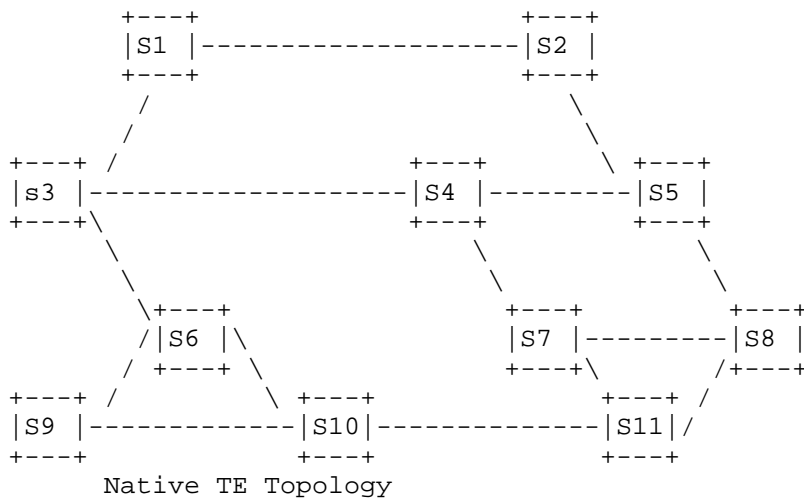 S1 S2
s3 S4 S5
S6 S7 S8
S9 S10 S11
Native TE Topology